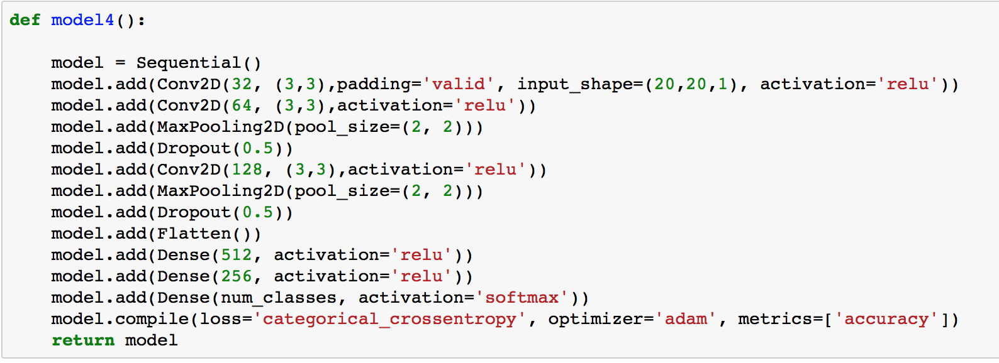 def model4():
    model = Sequential()
    model.add(Conv2D(32, (3,3),padding='valid', input_shape=(20,20,1), activation='relu'))
    model.add(Conv2D(64, (3,3),activation='relu'))
    model.add(MaxPooling2D(pool_size=(2, 2)))
    model.add(Dropout(0.5))
    model.add(Conv2D(128, (3,3),activation='relu'))
    model.add(MaxPooling2D(pool_size=(2, 2)))
    model.add(Dropout(0.5))
    model.add(Flatten())
    model.add(Dense(512, activation='relu'))
    model.add(Dense(256, activation='relu'))
    model.add(Dense(num_classes, activation='softmax'))
    model.compile(loss='categorical_crossentropy', optimizer='adam', metrics=['accuracy'])
    return model